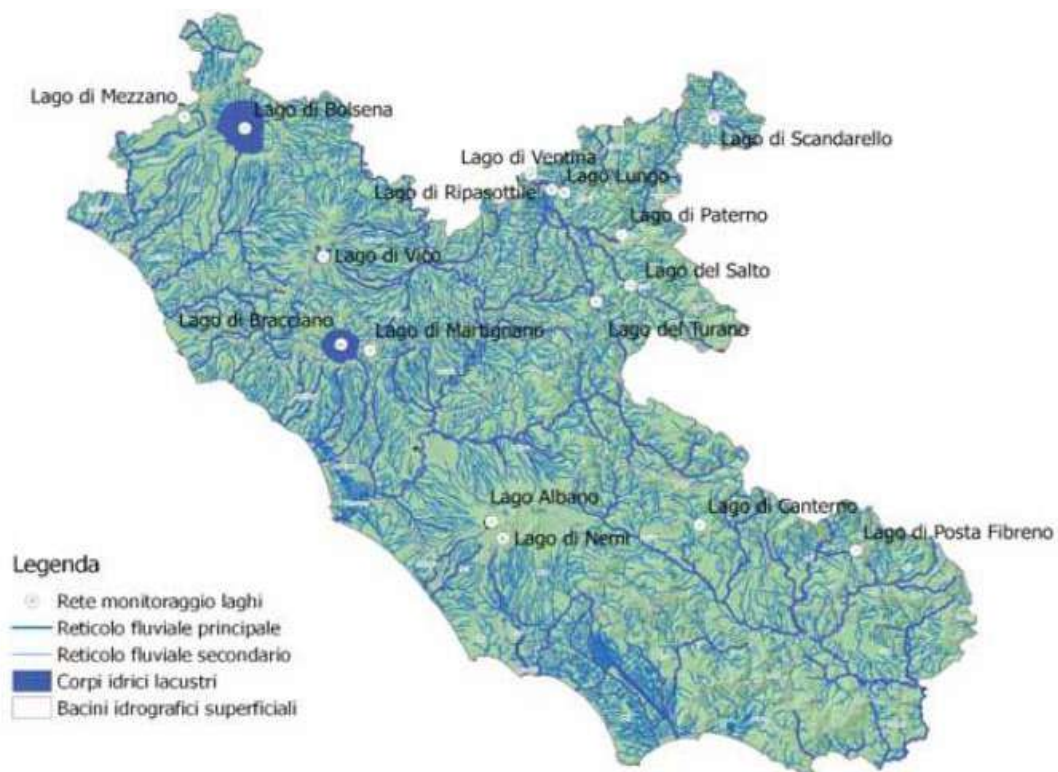 Lago di Mezzano
Lago di Bolsena
Lago di Scandarello
Lago di Ventina
Lago Lungo
Lago di Ripasottile
Lago di Paterno
Lago di Vico
Lago del Salto
Lago di Bracciano
Lago di Martignano
Lago del Turano
Lago Albano
Lago di Canterno
Lago di Nemi
Lago di Posta Fibreno
Legenda
Rete monitoraggio laghi
Reticolo fluviale principale
Reticolo fluviale secondario
Corpi idrici lacustri
Bacini idrografici superficiali